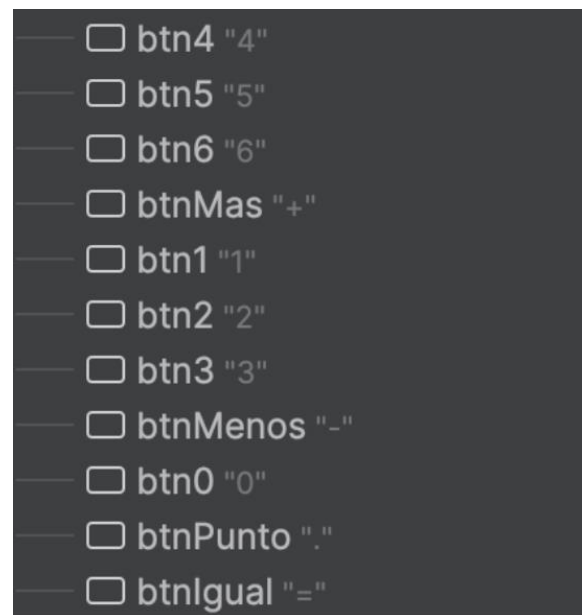 btn4 "4"
btn5 "5"
btn6 "6"
btnMas "+"
btn1 "1"
btn2 "2"
btn3 "3"
btnMenos "-"
btn0 "0"
btnPunto "."
btnIgual "="